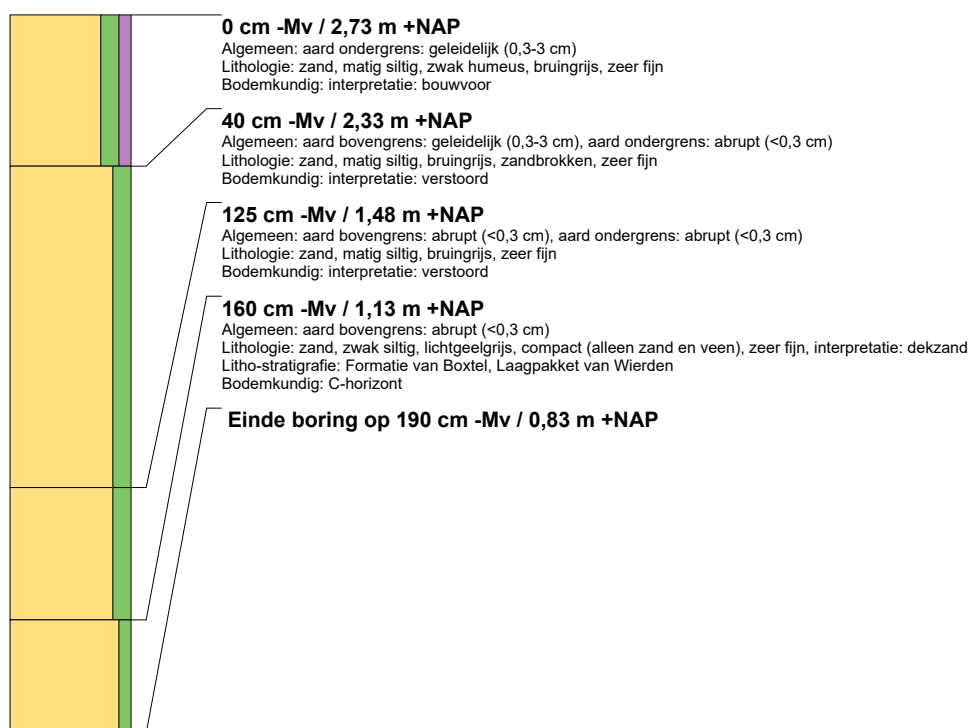 0 cm -Mv / 2,73 m +NAP
Algemeen: aard ondergrens: geleidelijk (0,3-3 cm)
Lithologie: zand, matig siltig, zwak humeus, bruingrijs, zeer fijn
Bodemkundig: interpretatie: bouwvoor
40 cm -Mv / 2,33 m +NAP
Algemeen: aard bovengrens: geleidelijk (0,3-3 cm), aard ondergrens: abrupt (<0,3 cm)
Lithologie: zand, matig siltig, bruingrijs, zandbrokken, zeer fijn
Bodemkundig: interpretatie: verstoord
125 cm -Mv / 1,48 m +NAP
Algemeen: aard bovengrens: abrupt (<0,3 cm), aard ondergrens: abrupt (<0,3 cm)
Lithologie: zand, matig siltig, bruingrijs, zeer fijn
Bodemkundig: interpretatie: verstoord
160 cm -Mv / 1,13 m +NAP
Algemeen: aard bovengrens: abrupt (<0,3 cm)
Lithologie: zand, zwak siltig, lichtgeelgrijs, compact (alleen zand en veen), zeer fijn, interpretatie: dekzand
Litho-stratigrafie: Formatie van Boxtel, Laagpakket van Wierden
Bodemkundig: C-horizont
Einde boring op 190 cm -Mv / 0,83 m +NAP